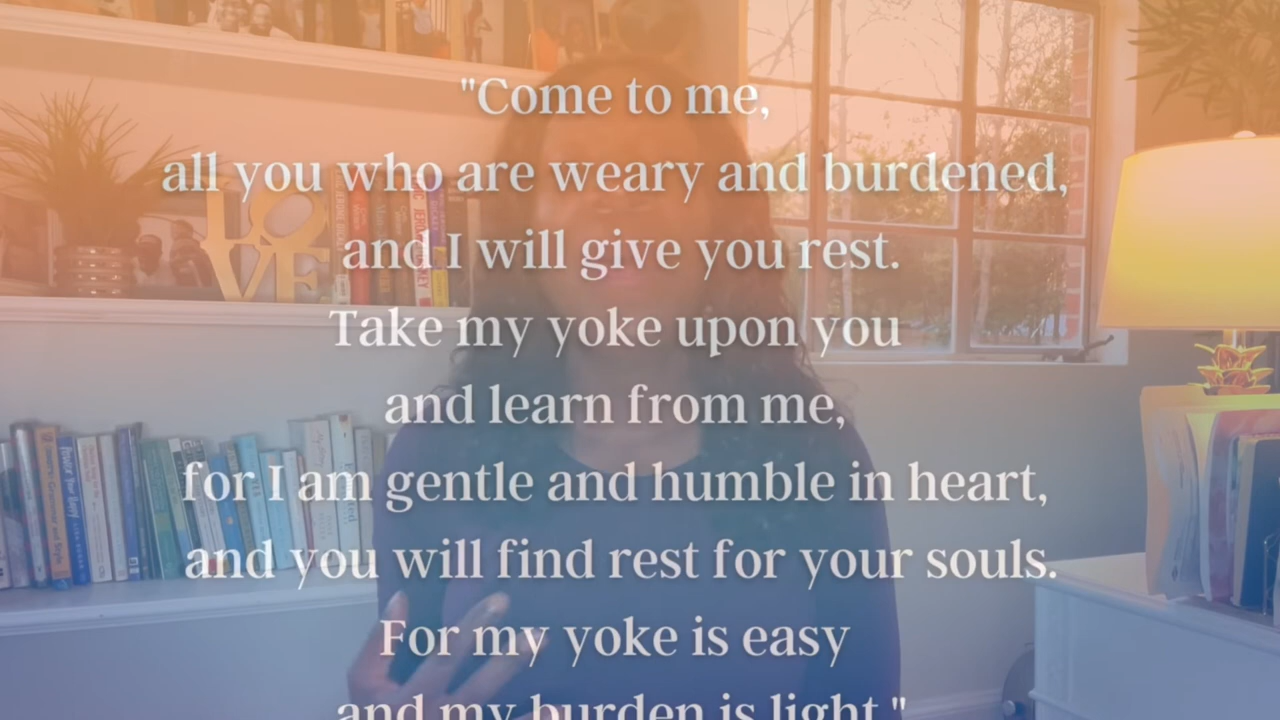 "Come to me,
all you who are weary and burdened,
and I will give you rest.
Take my yoke upon you
and learn from me,
for I am gentle and humble in heart,
and you will find rest for your souls.
For my yoke is easy
and my burden is light."
LOVE